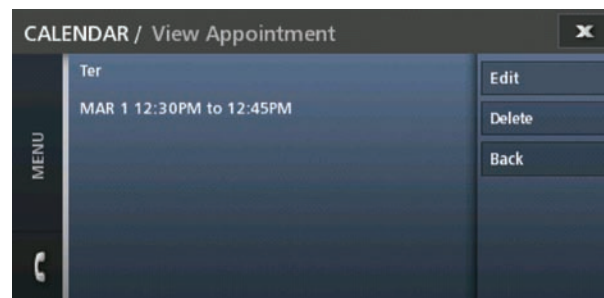 CALENDAR / View Appointment
Ter
MAR 1 12:30PM to 12:45PM
Edit
Delete
Back
MENU